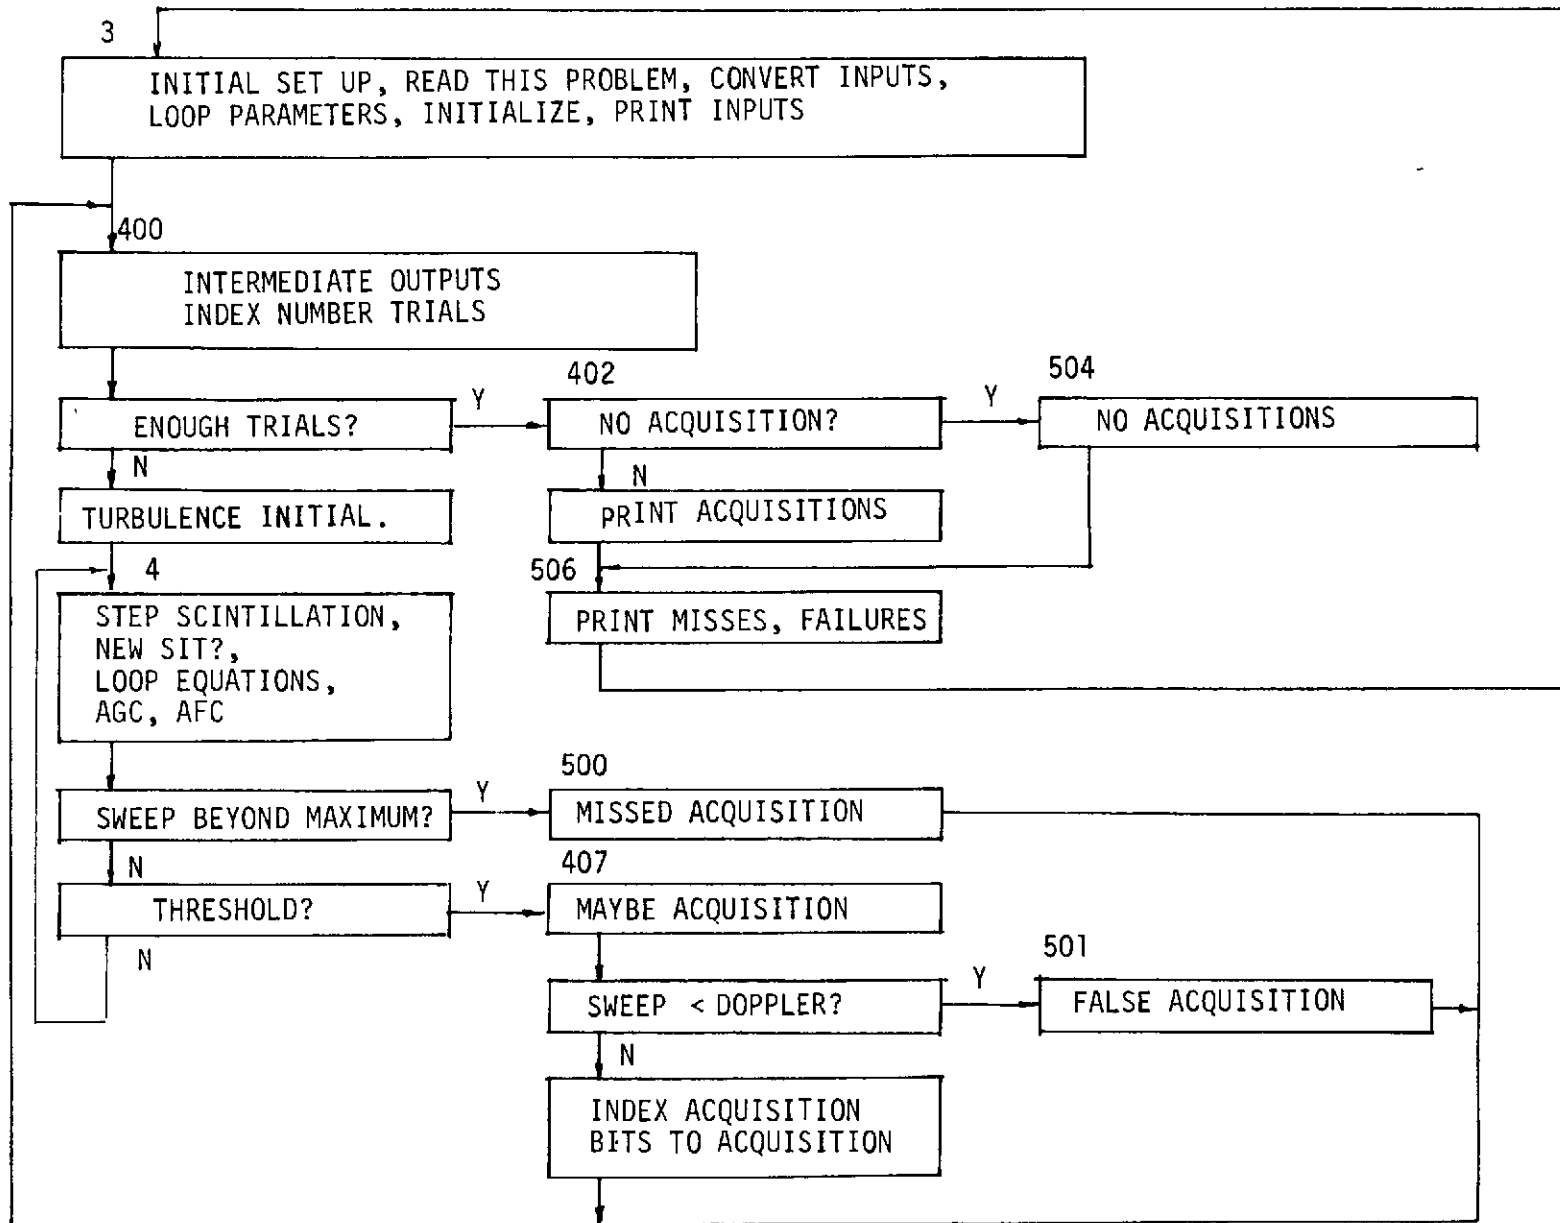 3
INITIAL SET UP, READ THIS PROBLEM, CONVERT INPUTS,
LOOP PARAMETERS, INITIALIZE, PRINT INPUTS
400
INTERMEDIATE OUTPUTS
INDEX NUMBER TRIALS
402
504
ENOUGH TRIALS?
Y
NO ACQUISITION?
Y
NO ACQUISITIONS
N
N
TURBULENCE INITIAL.
PRINT ACQUISITIONS
4
506
STEP SCINTILLATION,
NEW SIT?,
LOOP EQUATIONS,
AGC, AFC
PRINT MISSES, FAILURES
500
SWEEP BEYOND MAXIMUM?
Y
MISSED ACQUISITION
N
407
THRESHOLD?
Y
MAYBE ACQUISITION
N
501
SWEEP < DOPPLER?
Y
FALSE ACQUISITION
N
INDEX ACQUISITION
BITS TO ACQUISITION